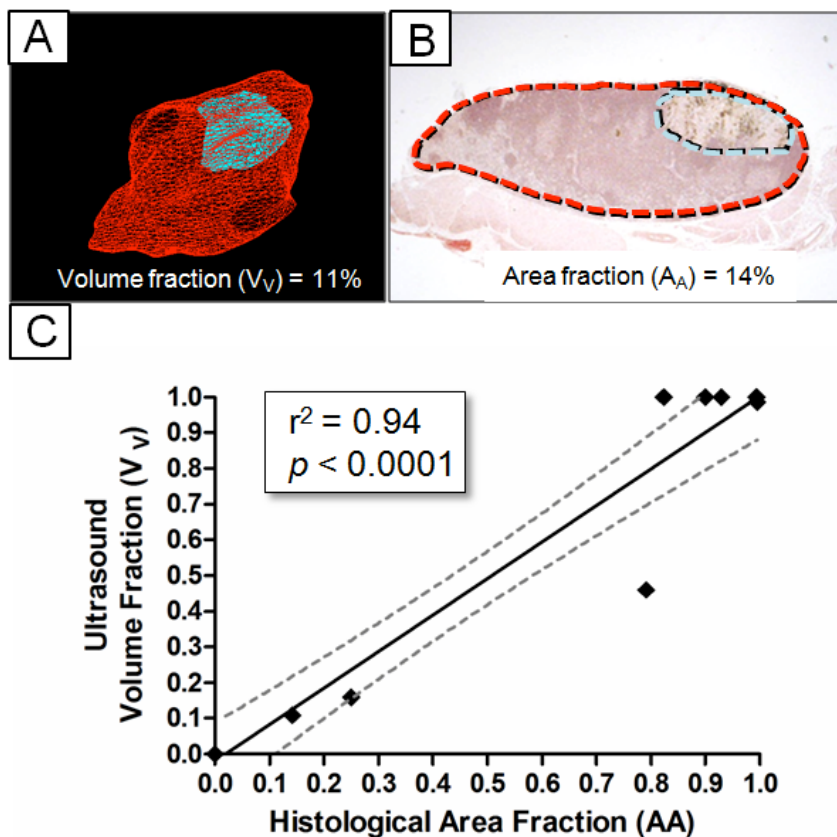 A
Volume fraction (V_V) = 11%
B
Area fraction (A_A) = 14%
C
r² = 0.94
p < 0.0001
Ultrasound
Volume Fraction (V_V)
1.0
0.9
0.8
0.7
0.6
0.5
0.4
0.3
0.2
0.1
0.0
0.0 0.1 0.2 0.3 0.4 0.5 0.6 0.7 0.8 0.9 1.0
Histological Area Fraction (AA)